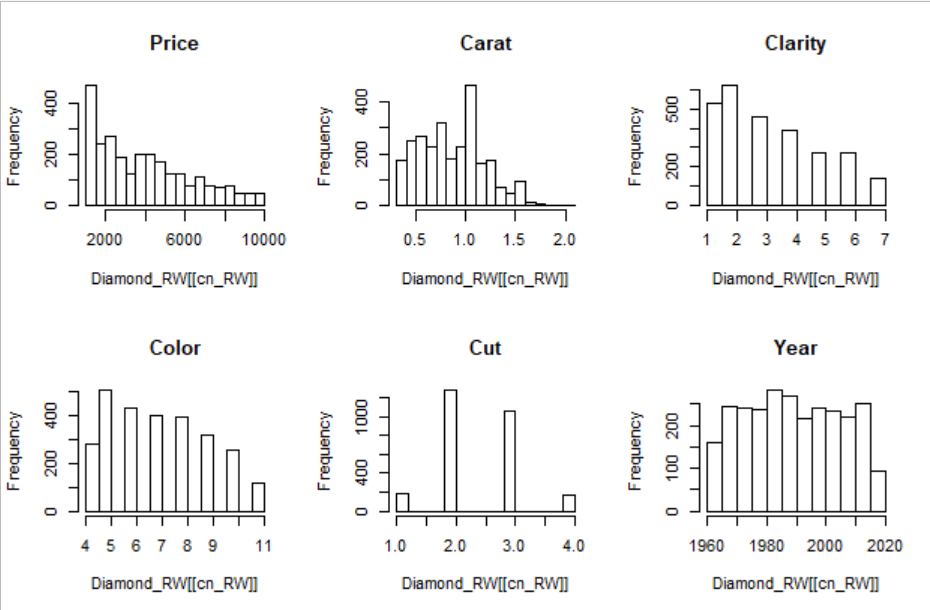 Price
Frequency
0 200 400
2000 6000 10000
Diamond_RW[[cn_RW]]
Carat
Frequency
0 200 400
0.5 1.0 1.5 2.0
Diamond_RW[[cn_RW]]
Clarity
Frequency
0 200 500
1 2 3 4 5 6 7
Diamond_RW[[cn_RW]]
Color
Frequency
0 200 400
4 5 6 7 8 9 11
Diamond_RW[[cn_RW]]
Cut
Frequency
0 400 1000
1.0 2.0 3.0 4.0
Diamond_RW[[cn_RW]]
Year
Frequency
0 100 200
1960 1980 2000 2020
Diamond_RW[[cn_RW]]